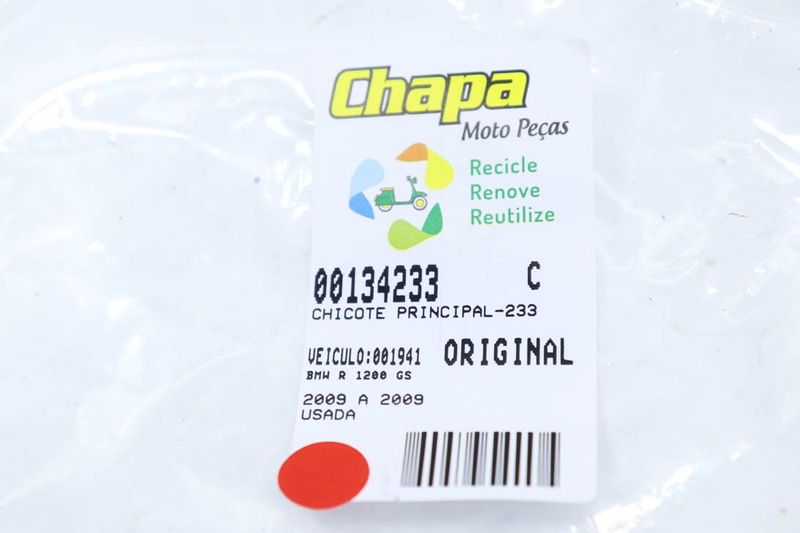 Chapa
Moto Peças
Recicle
Renove
Reutilize
00134233 C
CHICOTE PRINCIPAL-233
VEICULO:001941 ORIGINAL
BMW R 1200 GS
2009 A 2009
USADA